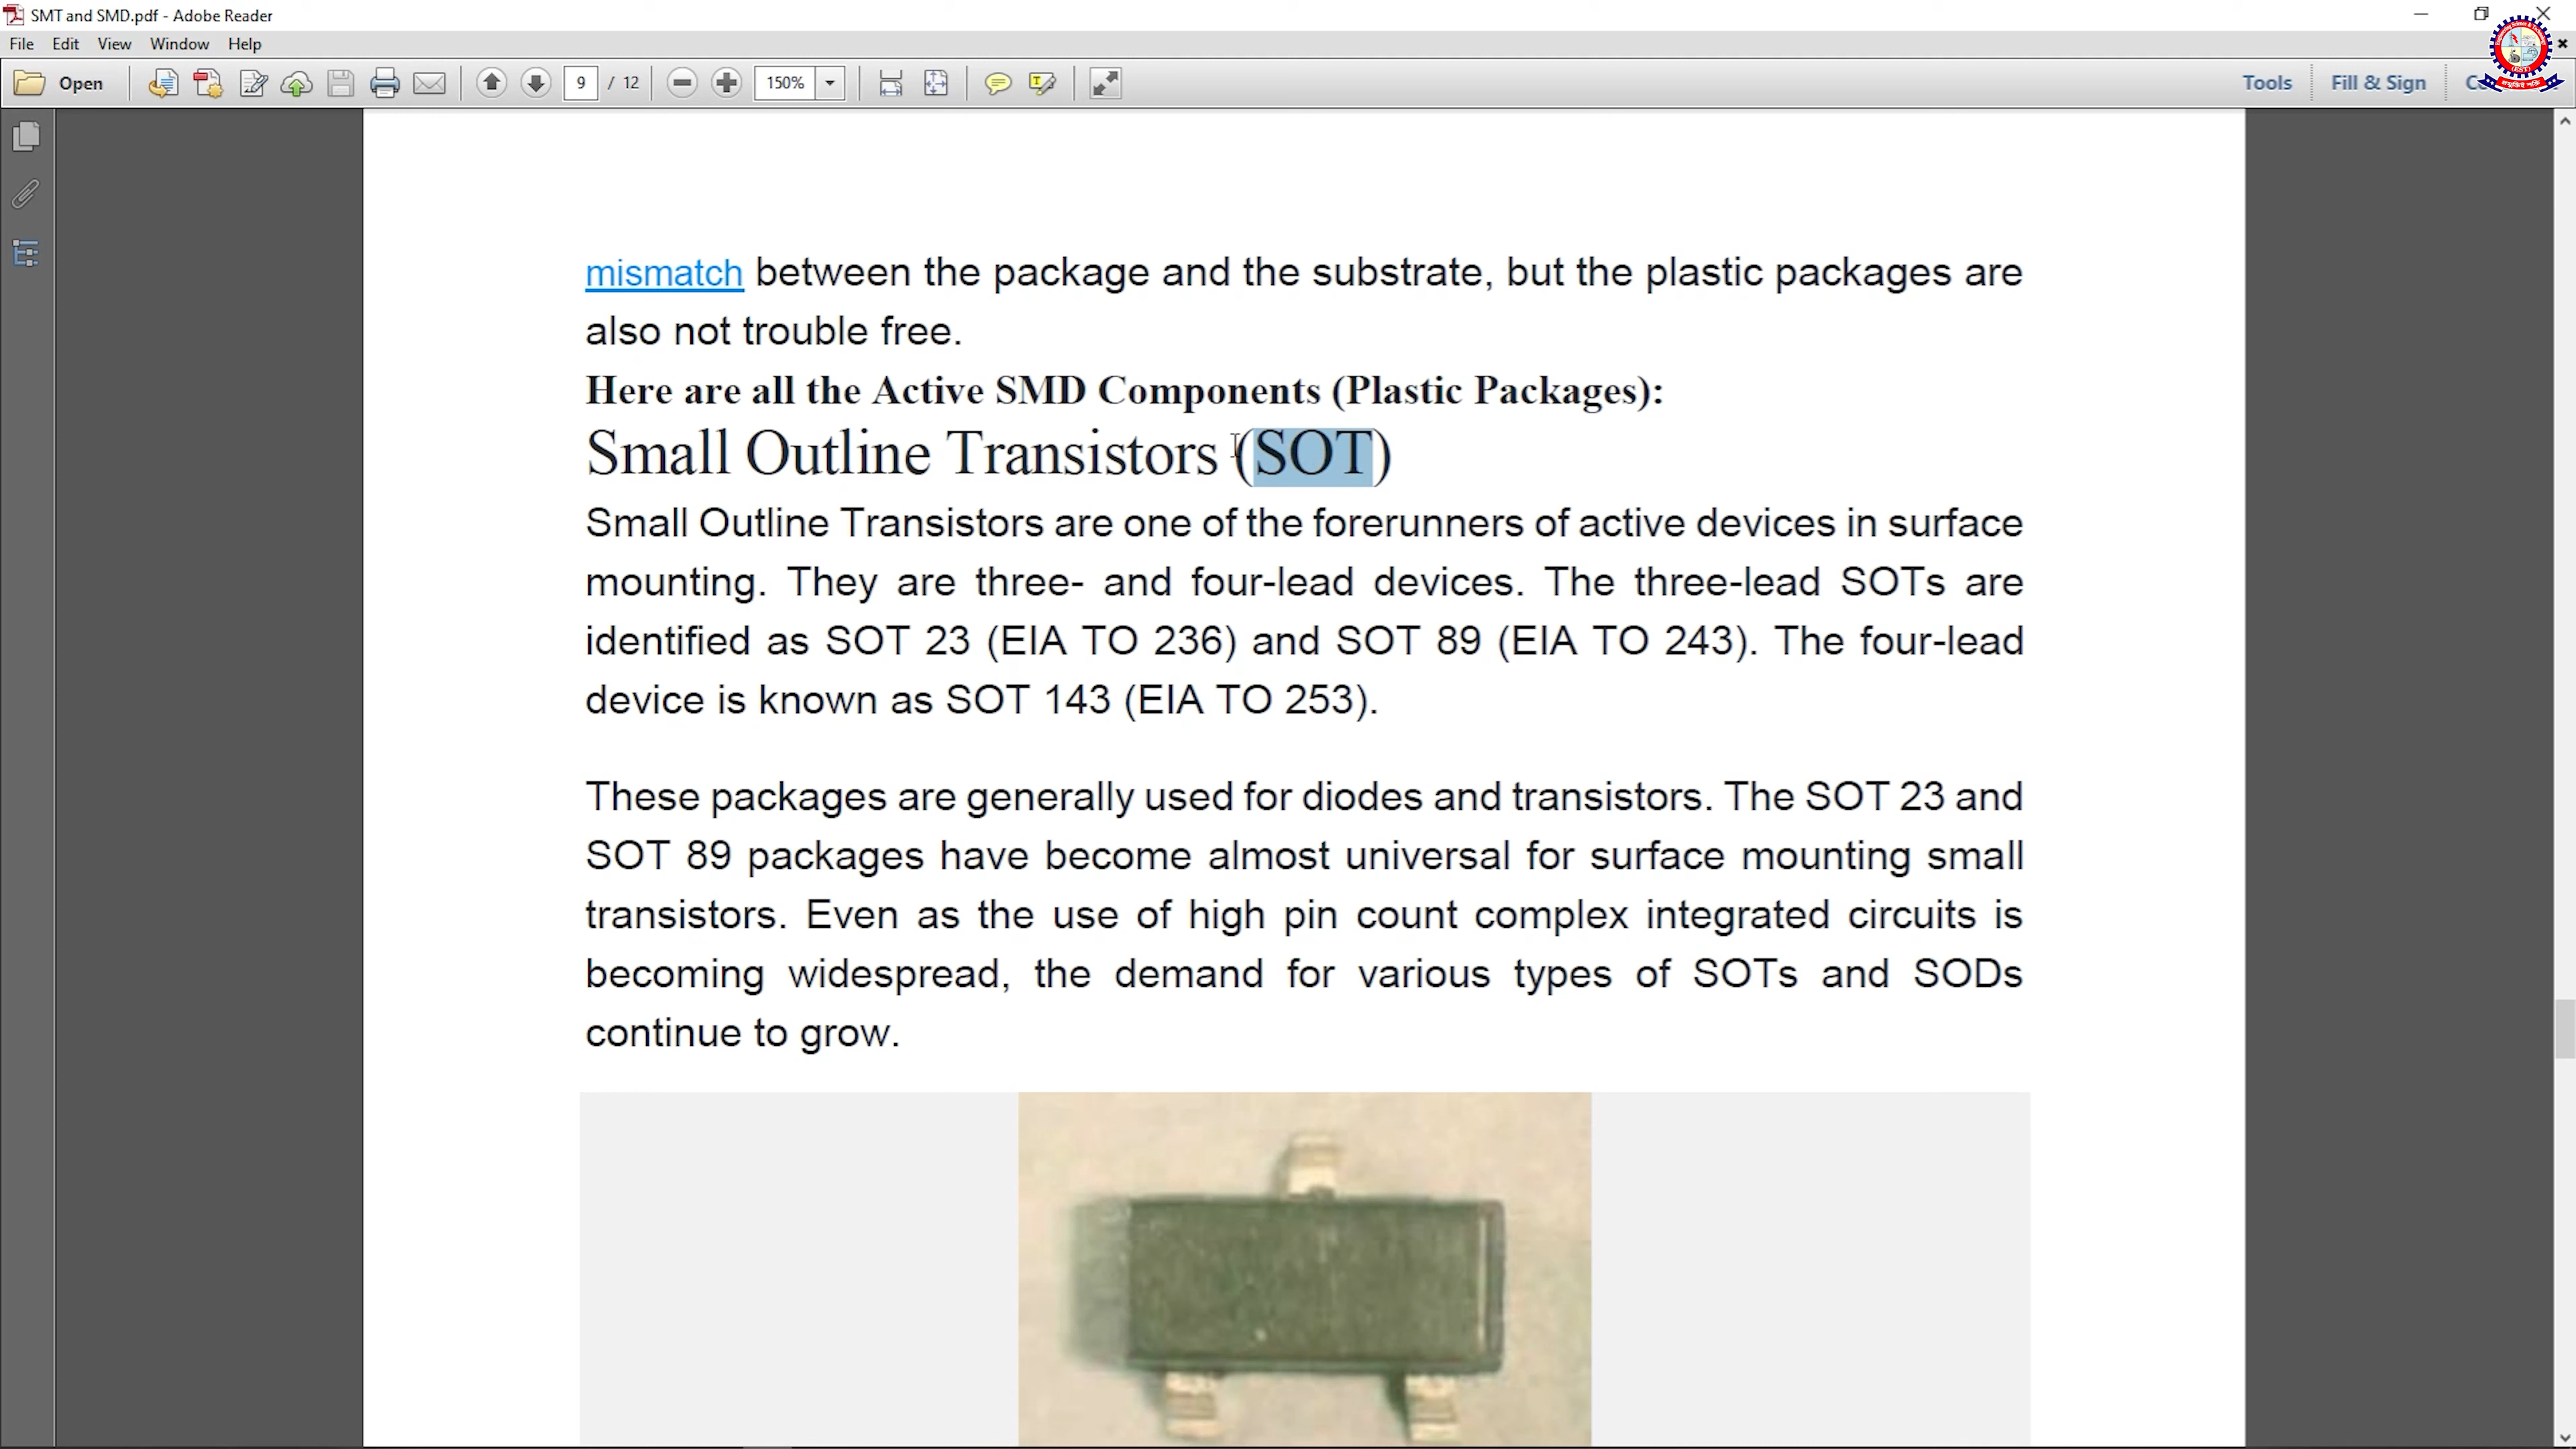 SMT and SMD.pdf - Adobe Reader
File Edit View Window Help
Open 9 / 12 150% Tools Fill & Sign
mismatch between the package and the substrate, but the plastic packages are
also not trouble free.
Here are all the Active SMD Components (Plastic Packages):
Small Outline Transistors (SOT)
Small Outline Transistors are one of the forerunners of active devices in surface
mounting. They are three- and four-lead devices. The three-lead SOTs are
identified as SOT 23 (EIA TO 236) and SOT 89 (EIA TO 243). The four-lead
device is known as SOT 143 (EIA TO 253).
These packages are generally used for diodes and transistors. The SOT 23 and
SOT 89 packages have become almost universal for surface mounting small
transistors. Even as the use of high pin count complex integrated circuits is
becoming widespread, the demand for various types of SOTs and SODs
continue to grow.